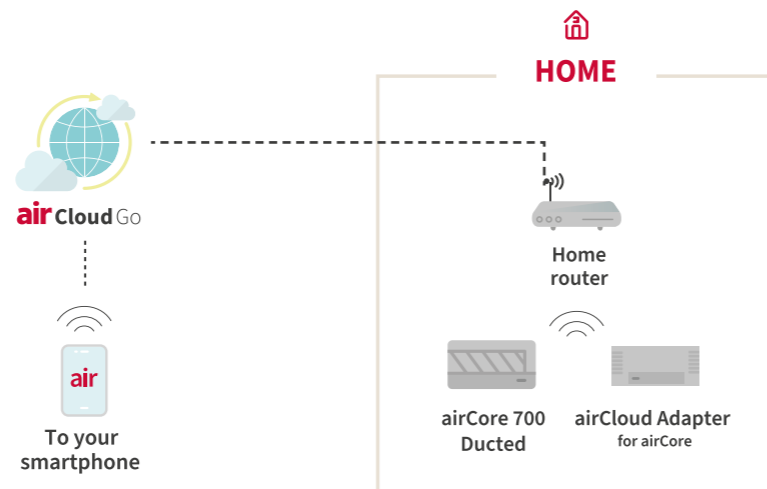 HOME
air Cloud Go
Home
router
air
To your
smartphone
airCore 700
Ducted
airCloud Adapter
for airCore